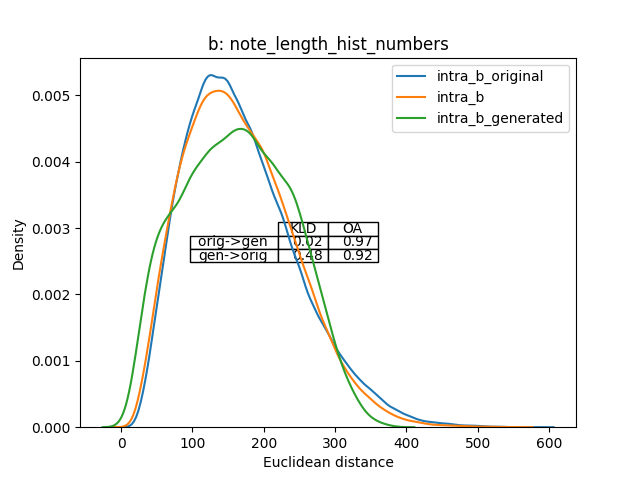 b: note_length_hist_numbers
intra_b_original
intra_b
intra_b_generated
0.005
0.004
0.003
0.002
0.001
0.000
Density
KLD OA
orig->gen 0.02 0.97
gen->orig 0.48 0.92
0 100 200 300 400 500 600
Euclidean distance